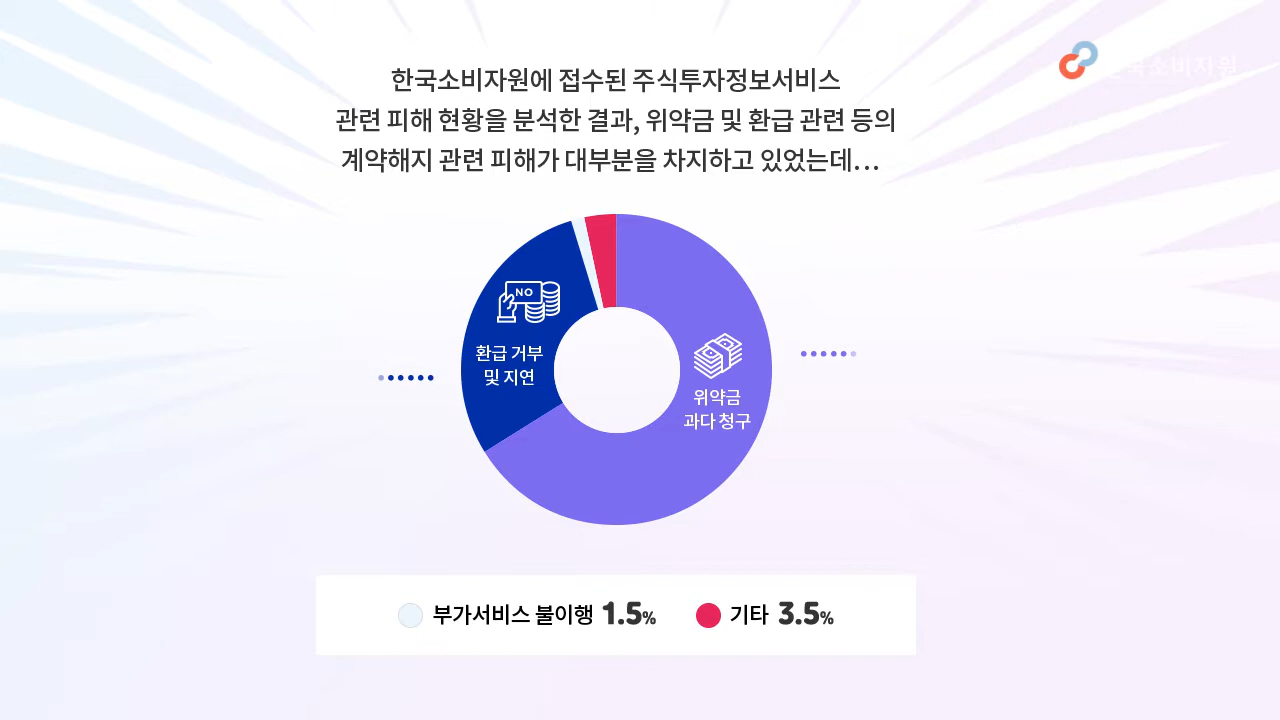 한국소비자원
한국소비자원에 접수된 주식투자정보서비스
관련 피해 현황을 분석한 결과, 위약금 및 환급 관련 등의
계약해지 관련 피해가 대부분을 차지하고 있었는데…
NO
환급 거부
및 지연
위약금
과다 청구
부가서비스 불이행 1.5%
기타 3.5%